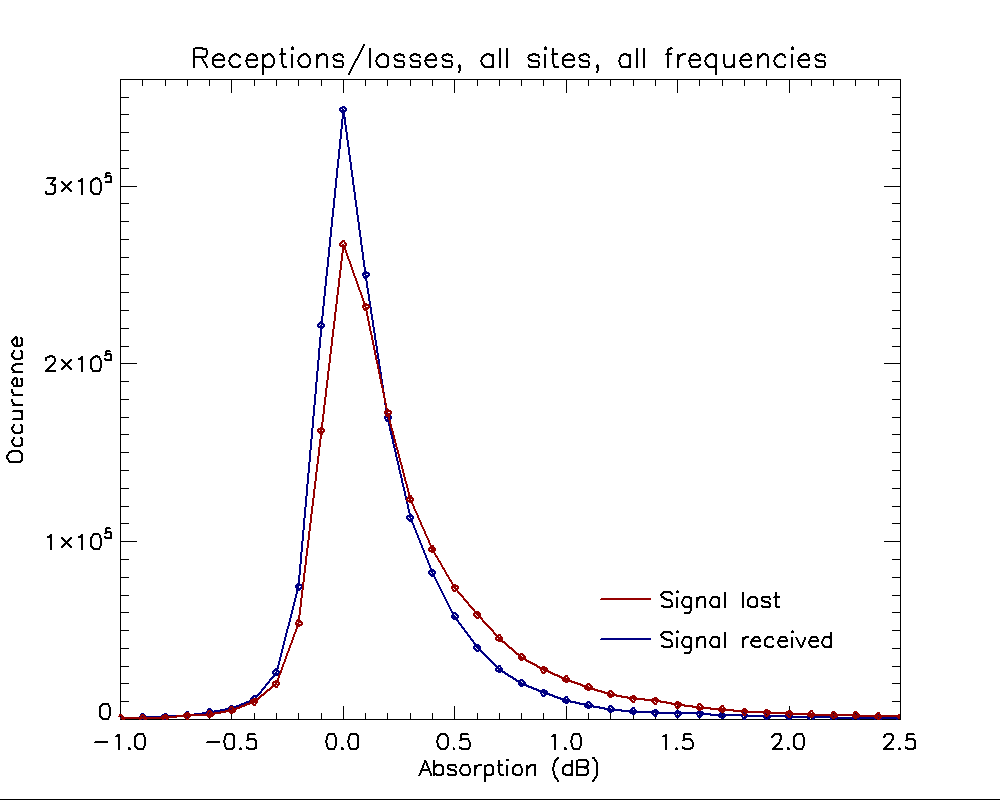 Receptions/losses, all sites, all frequencies
3×10⁵
2×10⁵
1×10⁵
0
Occurrence
Signal lost
Signal received
−1.0 −0.5 0.0 0.5 1.0 1.5 2.0 2.5
Absorption (dB)